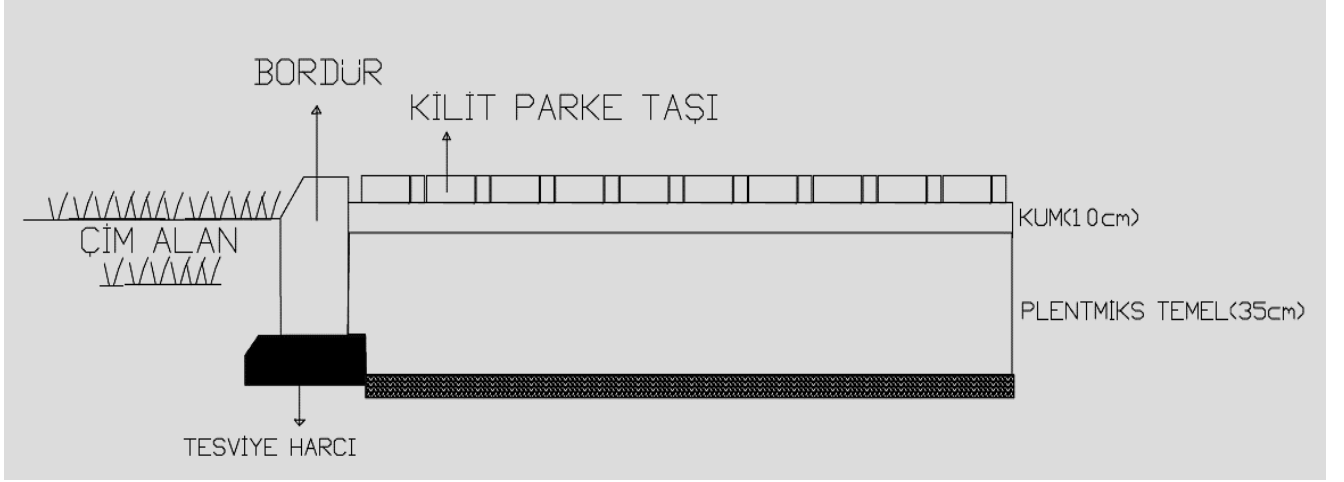 BORDÜR
KİLİT PARKE TAŞI
KUM(10cm)
ÇİM ALAN
PLENTMİKS TEMEL(35cm)
TESVİYE HARCI